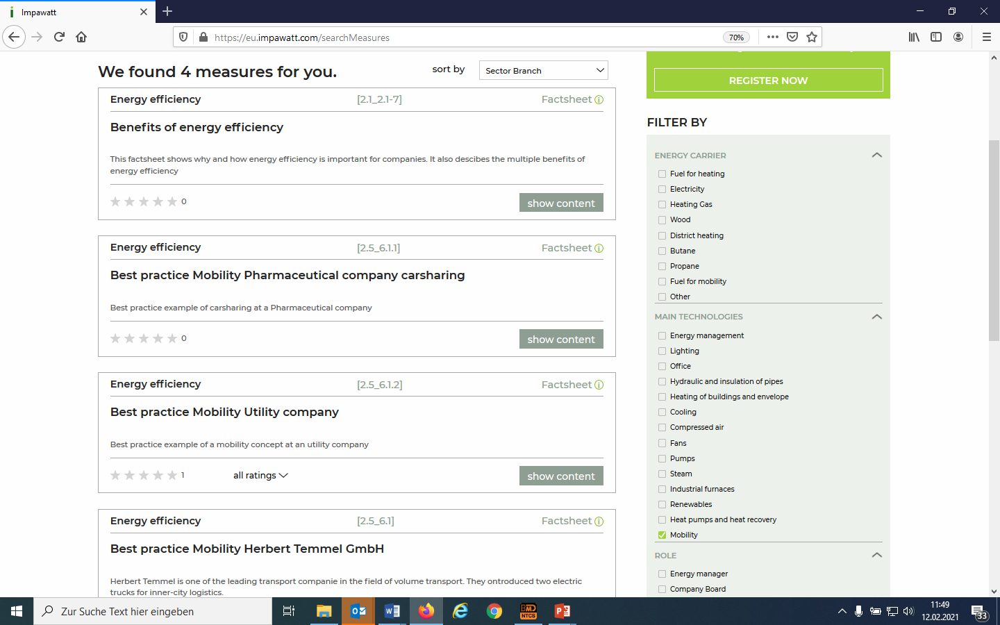 Impawatt
https://eu.impawatt.com/searchMeasures
70%
We found 4 measures for you.
sort by
Sector Branch
Energy efficiency
[2.1_2.1-7]
Factsheet
Benefits of energy efficiency
This factsheet shows why and how energy efficiency is important for companies. It also descibes the multiple benefits of
energy efficiency
0
show content
Energy efficiency
[2.5_6.1.1]
Factsheet
Best practice Mobility Pharmaceutical company carsharing
Best practice example of carsharing at a Pharmaceutical company
0
show content
Energy efficiency
[2.5_6.1.2]
Factsheet
Best practice Mobility Utility company
Best practice example of a mobility concept at an utility company
1
all ratings
show content
Energy efficiency
[2.5_6.1]
Factsheet
Best practice Mobility Herbert Temmel GmbH
Herbert Temmel is one of the leading transport companie in the field of volume transport. They ontroduced two electric
trucks for inner-city logistics.
REGISTER NOW
FILTER BY
ENERGY CARRIER
Fuel for heating
Electricity
Heating Gas
Wood
District heating
Butane
Propane
Fuel for mobility
Other
MAIN TECHNOLOGIES
Energy management
Lighting
Office
Hydraulic and insulation of pipes
Heating of buildings and envelope
Cooling
Compressed air
Fans
Pumps
Steam
Industrial furnaces
Renewables
Heat pumps and heat recovery
Mobility
ROLE
Energy manager
Company Board
Zur Suche Text hier eingeben
BMD
NTCS
11:49
12.02.2021
33